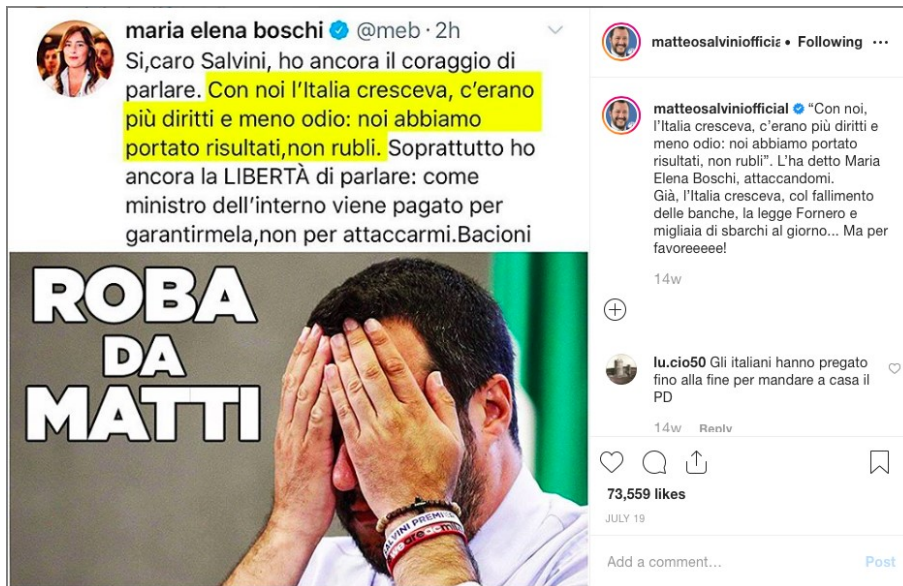 maria elena boschi @meb · 2h
Si,caro Salvini, ho ancora il coraggio di
parlare. Con noi l'Italia cresceva, c'erano
più diritti e meno odio: noi abbiamo
portato risultati,non rubli. Soprattutto ho
ancora la LIBERTÀ di parlare: come
ministro dell'interno viene pagato per
garantirmela,non per attaccarmi.Bacioni
ROBA
DA
MATTI
SALVINI PREMIER
we are
matteosalviniofficia • Following ···
matteosalviniofficial "Con noi,
l'Italia cresceva, c'erano più diritti e
meno odio: noi abbiamo portato
risultati, non rubli". L'ha detto Maria
Elena Boschi, attaccandomi.
Già, l'Italia cresceva, col fallimento
delle banche, la legge Fornero e
migliaia di sbarchi al giorno... Ma per
favoreeeee!
14w
lu.cio50 Gli italiani hanno pregato
fino alla fine per mandare a casa il
PD
14w Reply
73,559 likes
JULY 19
Add a comment...
Post